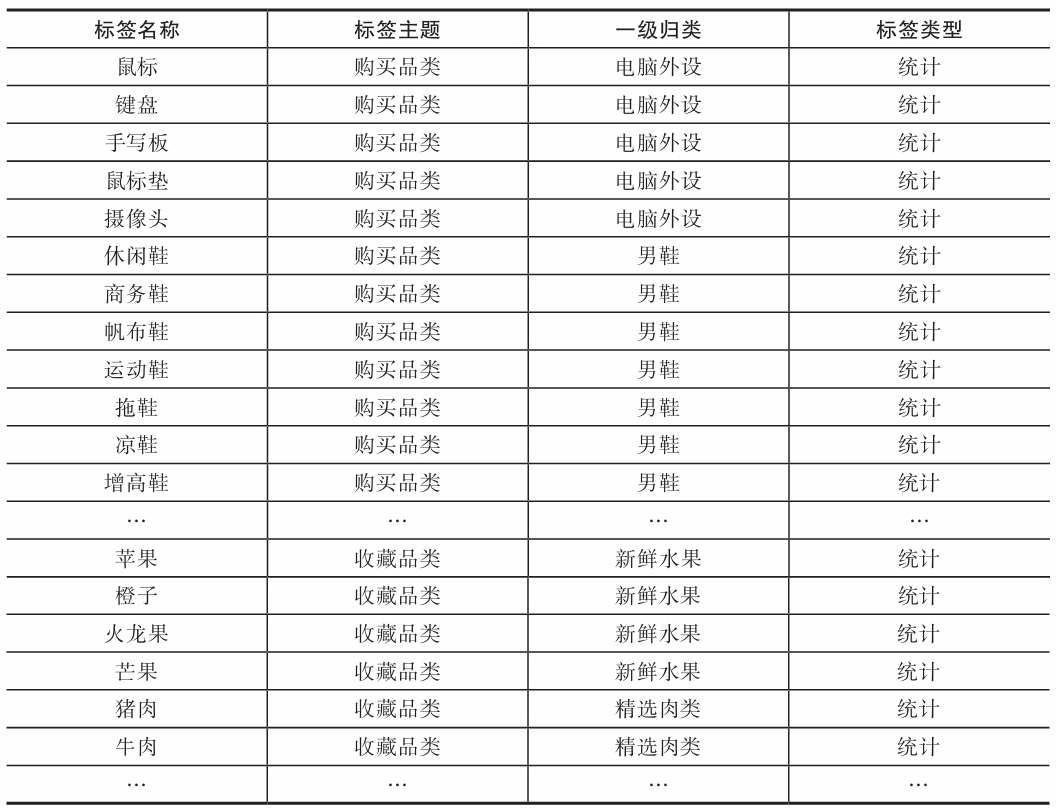 标签名称 标签主题 一级归类 标签类型
鼠标 购买品类 电脑外设 统计
键盘 购买品类 电脑外设 统计
手写板 购买品类 电脑外设 统计
鼠标垫 购买品类 电脑外设 统计
摄像头 购买品类 电脑外设 统计
休闲鞋 购买品类 男鞋 统计
商务鞋 购买品类 男鞋 统计
帆布鞋 购买品类 男鞋 统计
运动鞋 购买品类 男鞋 统计
拖鞋 购买品类 男鞋 统计
凉鞋 购买品类 男鞋 统计
增高鞋 购买品类 男鞋 统计
… … … …
苹果 收藏品类 新鲜水果 统计
橙子 收藏品类 新鲜水果 统计
火龙果 收藏品类 新鲜水果 统计
芒果 收藏品类 新鲜水果 统计
猪肉 收藏品类 精选肉类 统计
牛肉 收藏品类 精选肉类 统计
… … … …